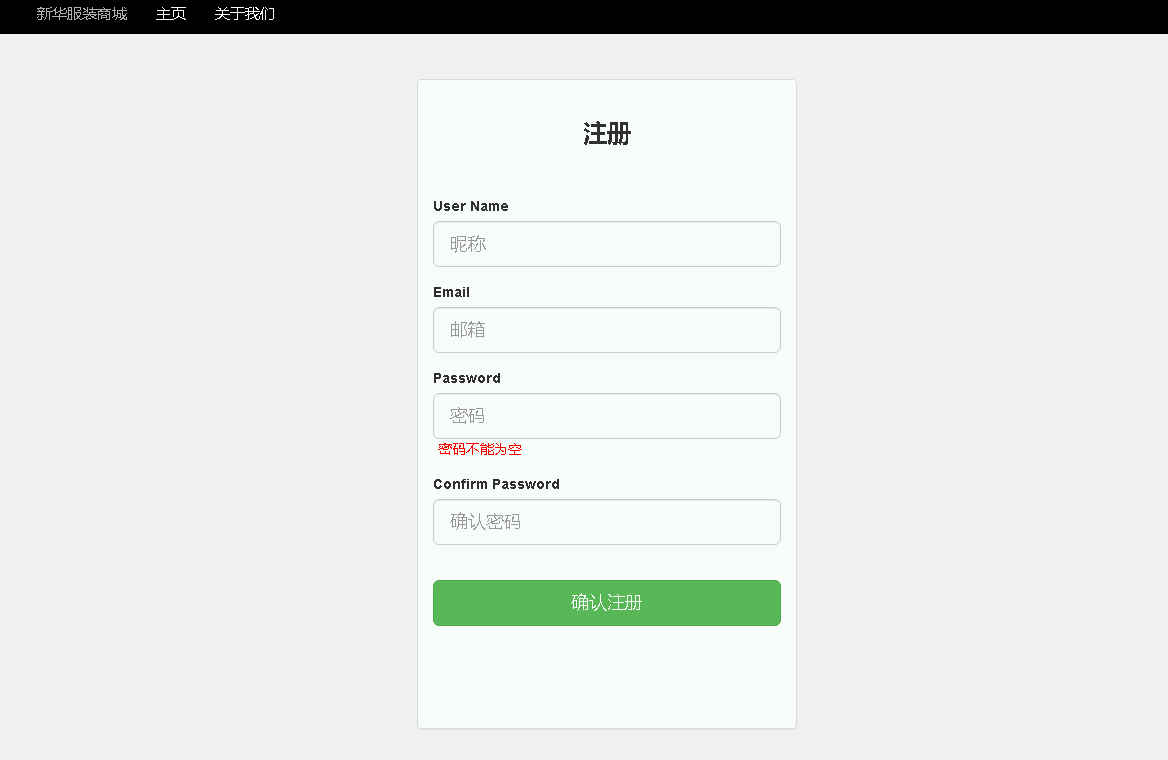 新华服装商城 主页 关于我们
注册
User Name
昵称
Email
邮箱
Password
密码
密码不能为空
Confirm Password
确认密码
确认注册